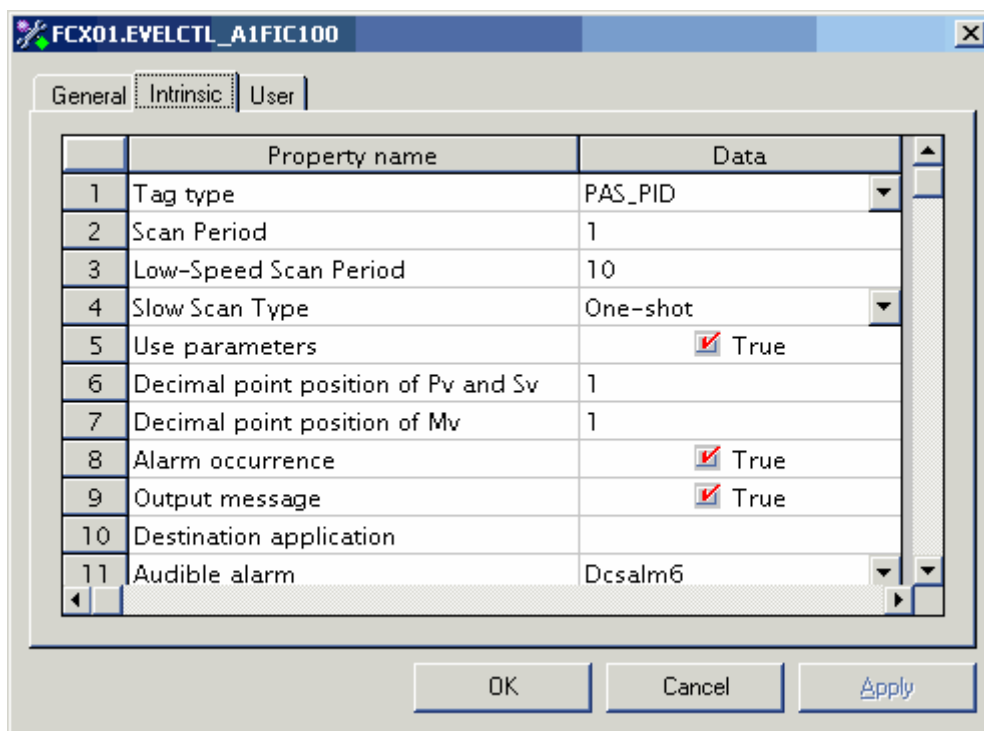 FCX01.EVELCTL_A1FIC100
General Intrinsic User
Property name Data
1 Tag type PAS_PID
2 Scan Period 1
3 Low-Speed Scan Period 10
4 Slow Scan Type One-shot
5 Use parameters True
6 Decimal point position of Pv and Sv 1
7 Decimal point position of Mv 1
8 Alarm occurrence True
9 Output message True
10 Destination application
11 Audible alarm Dcsalm6
OK Cancel Apply